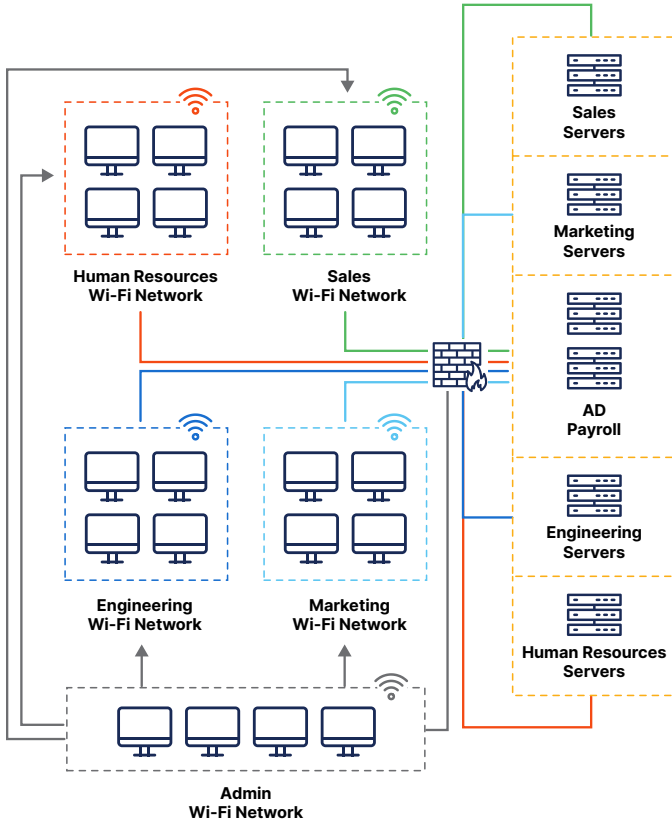 Sales
Servers
Marketing
Servers
Human Resources
Wi-Fi Network
Sales
Wi-Fi Network
AD
Payroll
Engineering
Servers
Engineering
Wi-Fi Network
Marketing
Wi-Fi Network
Human Resources
Servers
Admin
Wi-Fi Network